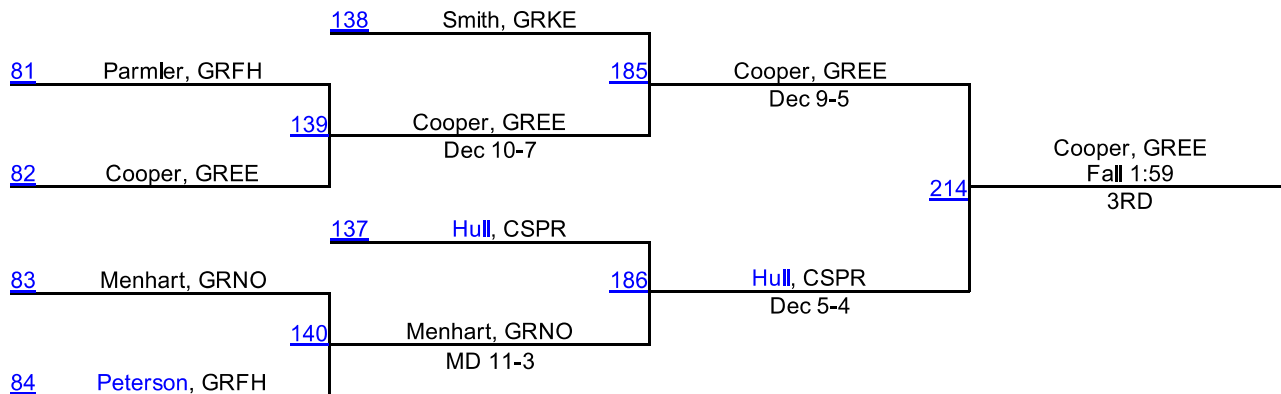 138 Smith, GRKE
81 Parmler, GRFH
185 Cooper, GREE
Dec 9-5
139 Cooper, GREE
Dec 10-7
82 Cooper, GREE
Cooper, GREE
Fall 1:59
214
3RD
137 Hull, CSPR
83 Menhart, GRNO
186 Hull, CSPR
Dec 5-4
140 Menhart, GRNO
MD 11-3
84 Peterson, GRFH